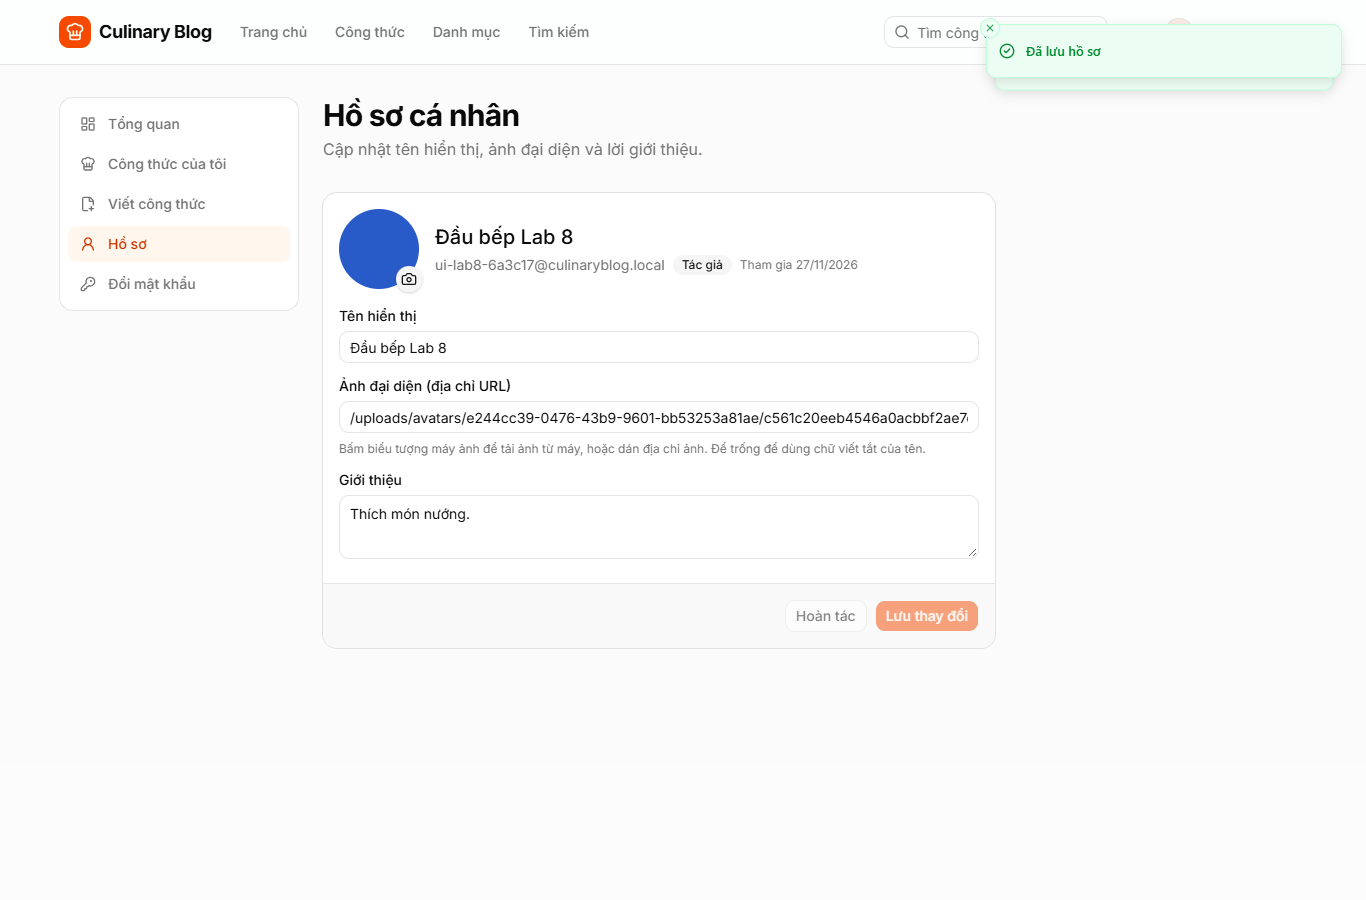 Culinary Blog
Trang chủ
Công thức
Danh mục
Tìm kiếm
Tìm công
Đã lưu hồ sơ
Tổng quan
Công thức của tôi
Viết công thức
Hồ sơ
Đổi mật khẩu
Hồ sơ cá nhân
Cập nhật tên hiển thị, ảnh đại diện và lời giới thiệu.
Đầu bếp Lab 8
ui-lab8-6a3c17@culinaryblog.local Tác giả Tham gia 27/11/2026
Tên hiển thị
Đầu bếp Lab 8
Ảnh đại diện (địa chỉ URL)
/uploads/avatars/e244cc39-0476-43b9-9601-bb53253a81ae/c561c20eeb4546a0acbbf2ae7
Bấm biểu tượng máy ảnh để tải ảnh từ máy, hoặc dán địa chỉ ảnh. Để trống để dùng chữ viết tắt của tên.
Giới thiệu
Thích món nướng.
Hoàn tác
Lưu thay đổi